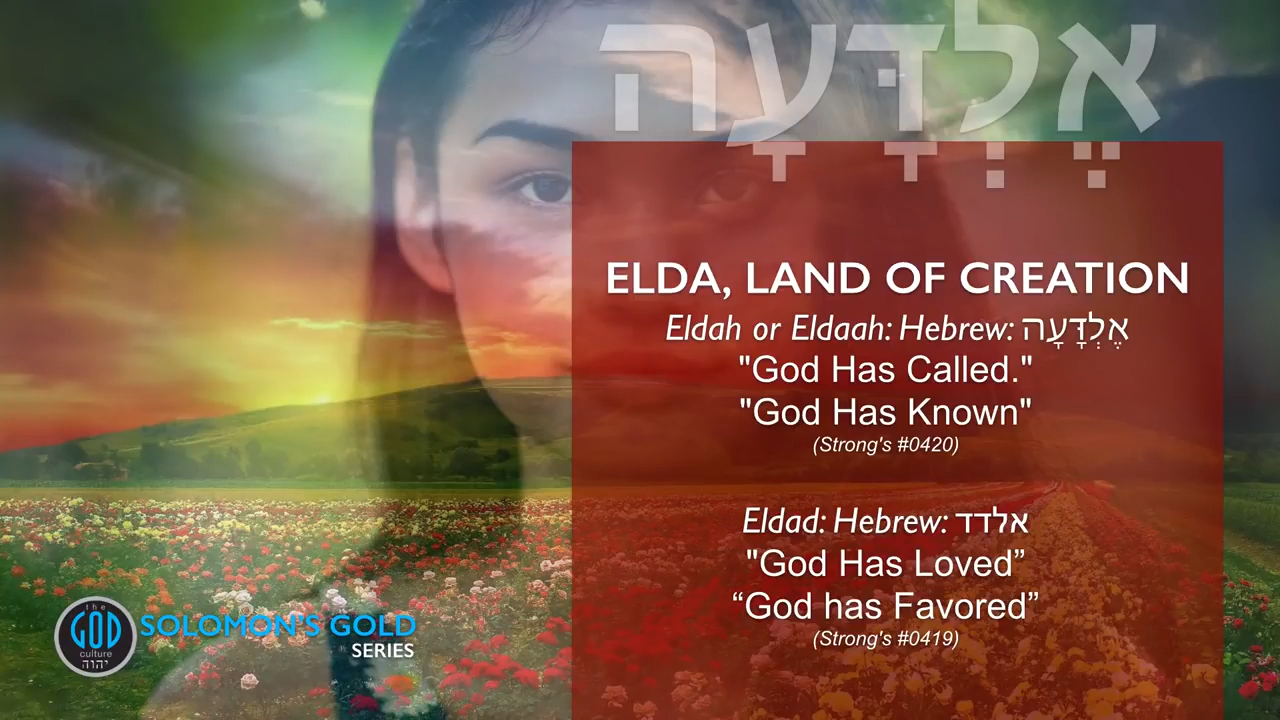 אֶלְדָּעָה
ELDA, LAND OF CREATION
Eldah or Eldaah: Hebrew: אֶלְדָּעָה
"God Has Called."
"God Has Known"
(Strong's #0420)
Eldad: Hebrew: אלדד
"God Has Loved”
“God has Favored”
(Strong's #0419)
the
GOD
culture
יהוה
SOLOMON'S GOLD
SERIES